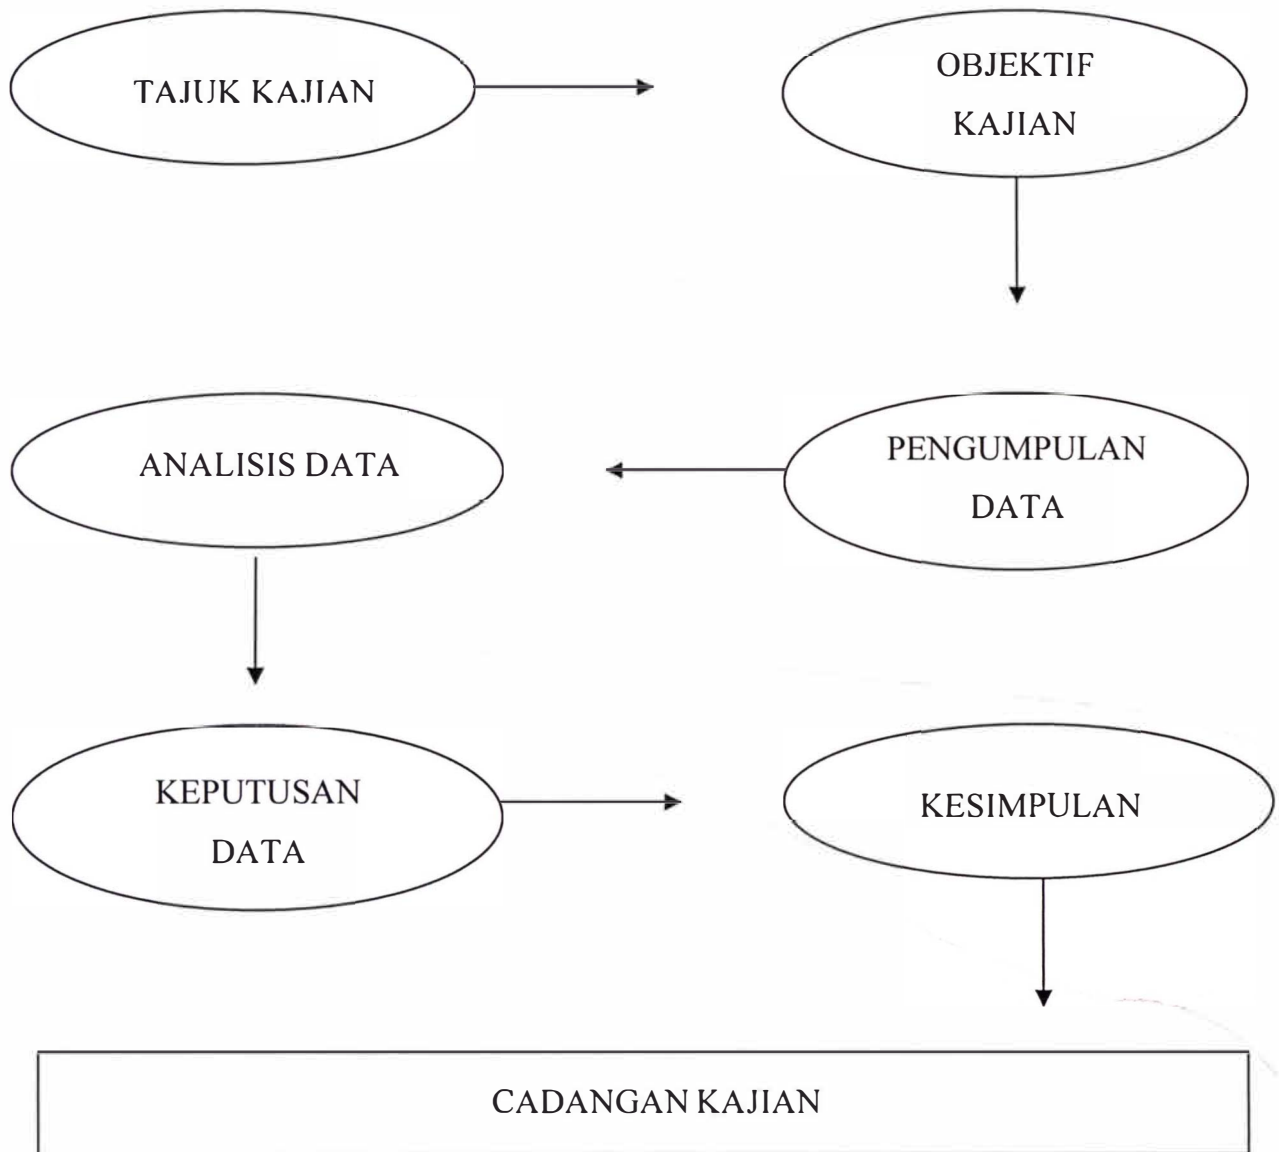 TAJUK KAJIAN
OBJEKTIF
KAJIAN
PENGUMPULAN
DATA
ANALISIS DATA
KEPUTUSAN
DATA
KESIMPULAN
CADANGAN KAJIAN